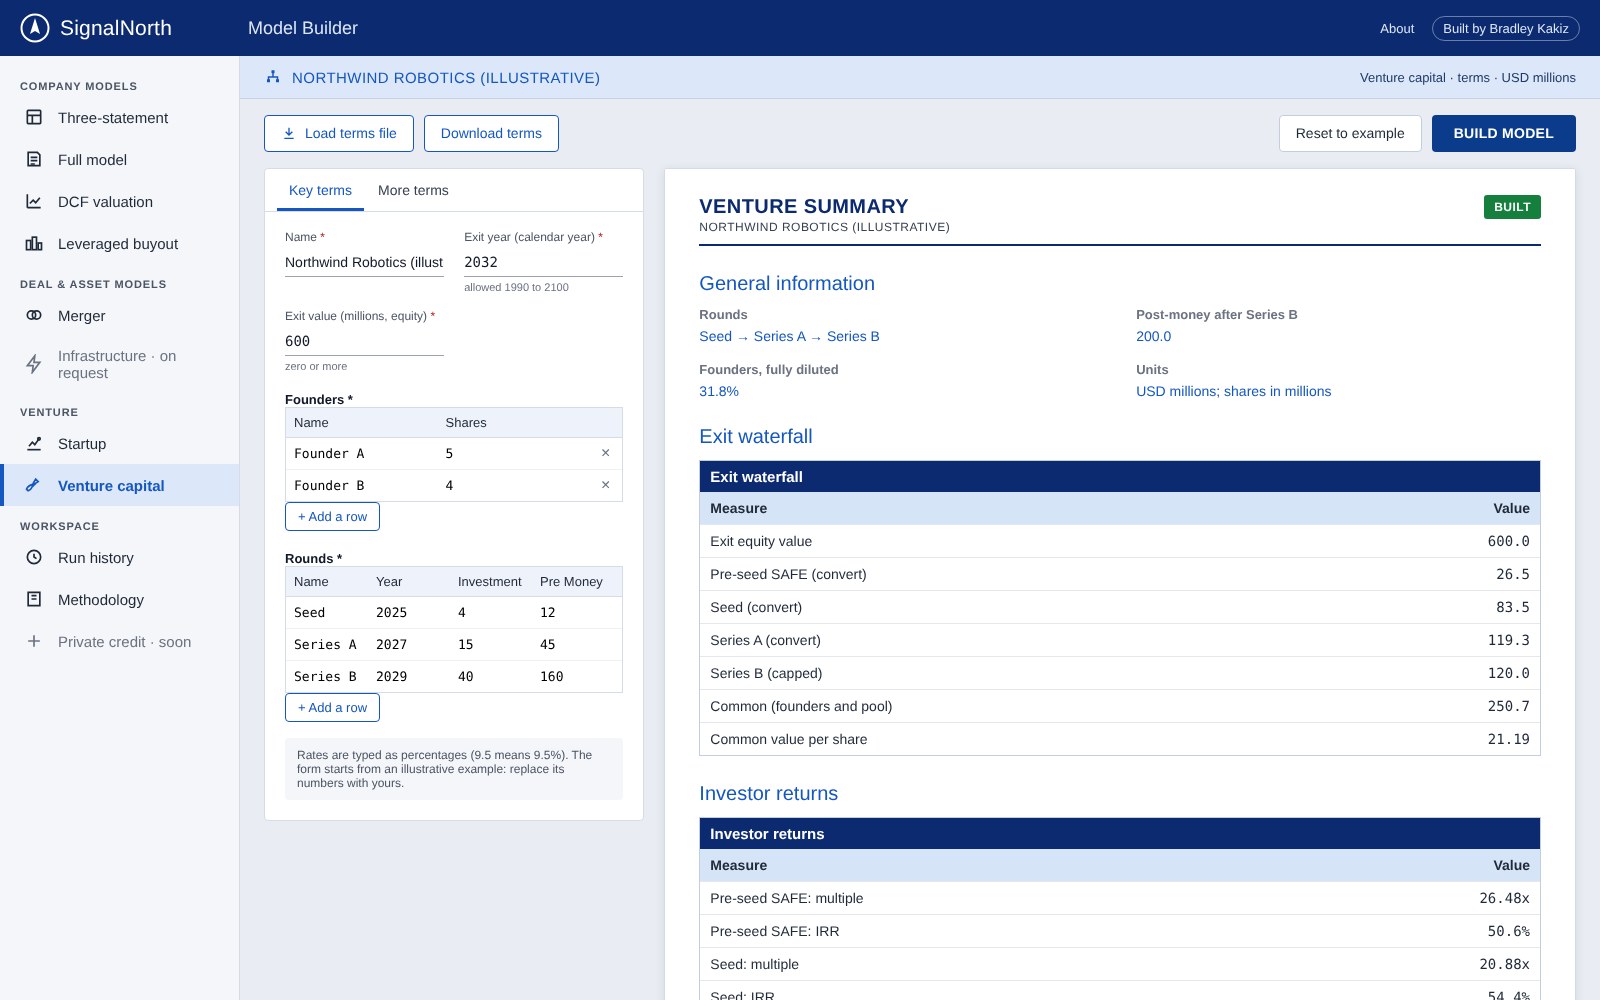 SignalNorth
Model Builder
About
Built by Bradley Kakiz
COMPANY MODELS
Three-statement
Full model
DCF valuation
Leveraged buyout
DEAL & ASSET MODELS
Merger
Infrastructure · on
request
VENTURE
Startup
Venture capital
WORKSPACE
Run history
Methodology
Private credit · soon
NORTHWIND ROBOTICS (ILLUSTRATIVE)
Venture capital · terms · USD millions
Load terms file
Download terms
Reset to example
BUILD MODEL
Key terms
More terms
Name *
Exit year (calendar year) *
Northwind Robotics (illust
2032
allowed 1990 to 2100
Exit value (millions, equity) *
600
zero or more
Founders *
Name Shares
Founder A 5 ×
Founder B 4 ×
+ Add a row
Rounds *
Name Year Investment Pre Money
Seed 2025 4 12
Series A 2027 15 45
Series B 2029 40 160
+ Add a row
Rates are typed as percentages (9.5 means 9.5%). The
form starts from an illustrative example: replace its
numbers with yours.
VENTURE SUMMARY
BUILT
NORTHWIND ROBOTICS (ILLUSTRATIVE)
General information
Rounds
Seed → Series A → Series B
Post-money after Series B
200.0
Founders, fully diluted
31.8%
Units
USD millions; shares in millions
Exit waterfall
Exit waterfall
Measure Value
Exit equity value 600.0
Pre-seed SAFE (convert) 26.5
Seed (convert) 83.5
Series A (convert) 119.3
Series B (capped) 120.0
Common (founders and pool) 250.7
Common value per share 21.19
Investor returns
Investor returns
Measure Value
Pre-seed SAFE: multiple 26.48x
Pre-seed SAFE: IRR 50.6%
Seed: multiple 20.88x
Seed: IRR 54.4%